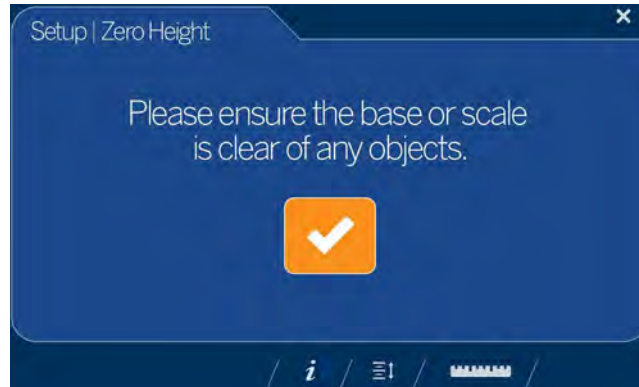 Setup | Zero Height
Please ensure the base or scale
is clear of any objects.